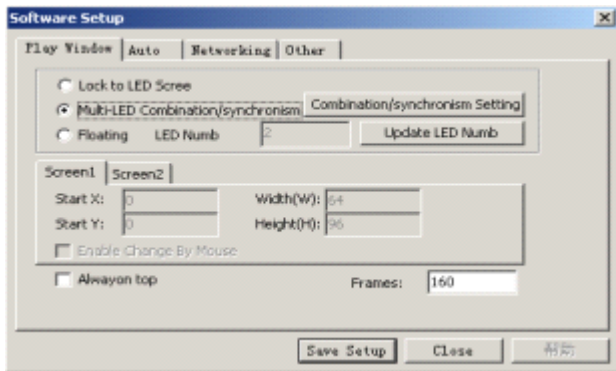 Software Setup
Play Window Auto Networking Other
Lock to LED Scree
Multi-LED Combination/synchronism Combination/synchronism Setting
Floating LED Numb 2 Update LED Numb
Screen1 Screen2
Start X: 0 Width(W): 64
Start Y: 0 Height(H): 96
Enable Change By Mouse
Alwayon top Frames: 160
Save Setup Close 帮助